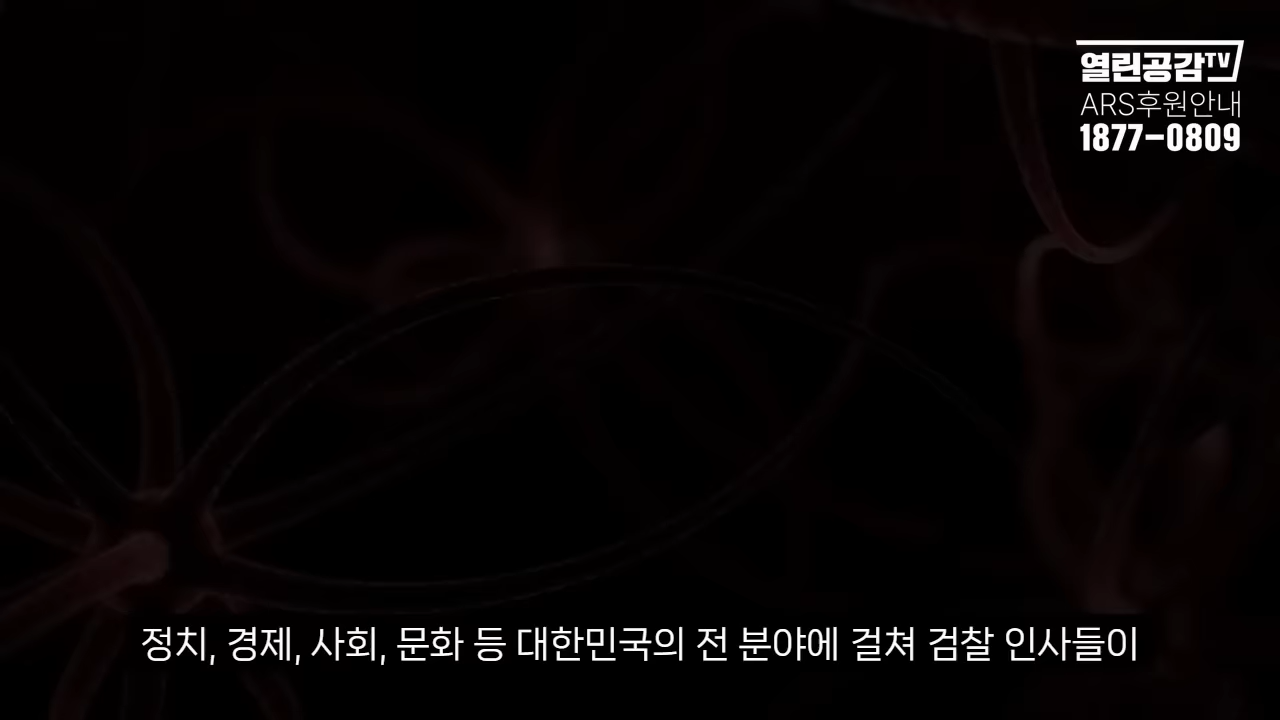 열린공감TV
ARS후원안내
1877-0809
정치, 경제, 사회, 문화 등 대한민국의 전 분야에 걸쳐 검찰 인사들이